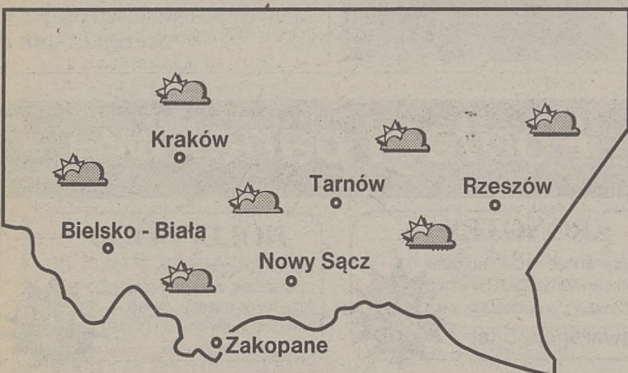 Kraków
Tarnów
Rzeszów
Bielsko - Biała
Nowy Sącz
Zakopane